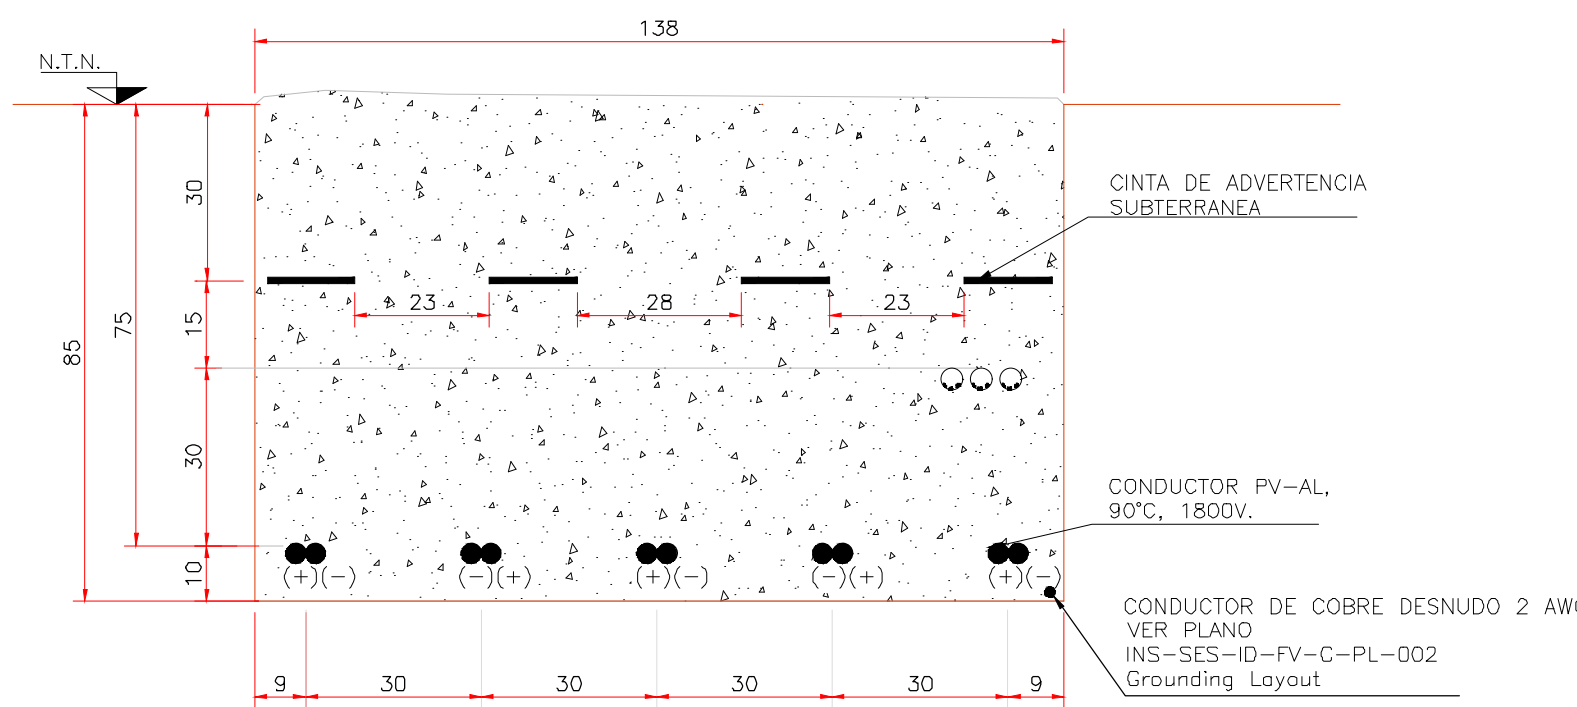 138
N.T.N.
30
CINTA DE ADVERTENCIA
SUBTERRANEA
23
28
23
15
75
85
30
CONDUCTOR PV-AL,
90°C, 1800V.
10
(+)(-)
(-)(+)
(+)(-)
(-)(+)
(+)(-)
CONDUCTOR DE COBRE DESNUDO 2
VER PLANO
INS-SES-ID-FV-C-PL-002
Grounding Layout
9
30
30
30
30
9